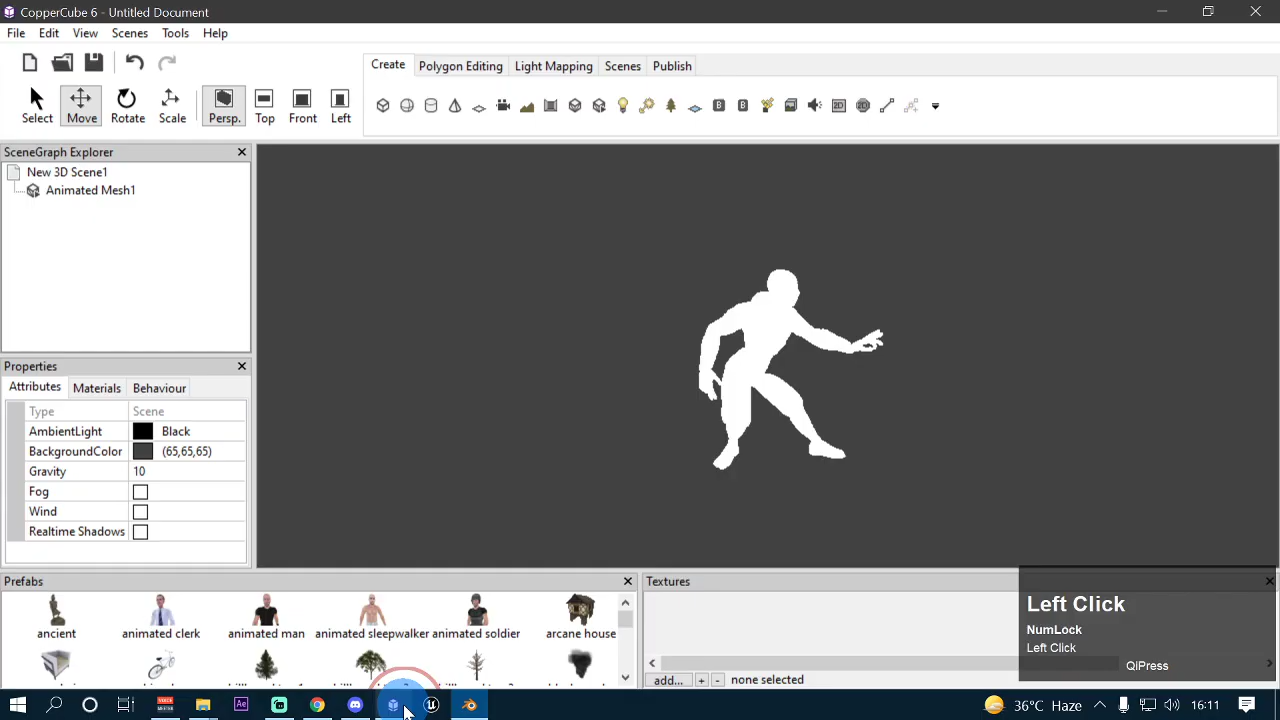 CopperCube 6 - Untitled Document
File Edit View Scenes Tools Help
Create Polygon Editing Light Mapping Scenes Publish
Select Move Rotate Scale Persp. Top Front Left
B B 2D 2D
SceneGraph Explorer
New 3D Scene1
Animated Mesh1
Properties
Attributes Materials Behaviour
Type Scene
AmbientLight Black
BackgroundColor (65,65,65)
Gravity 10
Fog
Wind
Realtime Shadows
Prefabs
ancient animated clerk animated man animated sleepwalker animated soldier arcane house
Textures
add... + - none selected
Left Click
NumLock
Left Click
QiPress
Ae 36°C Haze 16:11